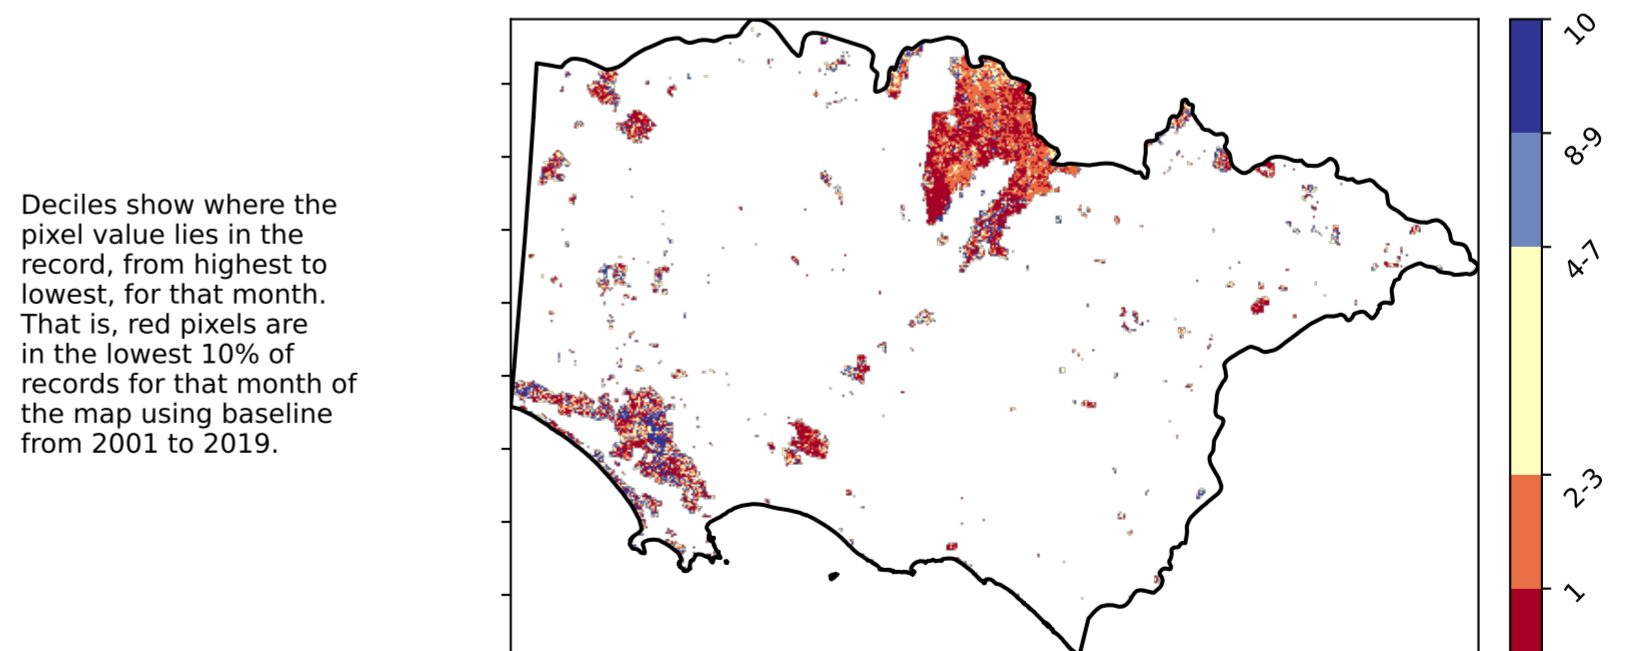 Deciles show where the
pixel value lies in the
record, from highest to
lowest, for that month.
That is, red pixels are
in the lowest 10% of
records for that month of
the map using baseline
from 2001 to 2019.
10
8-9
4-7
2-3
1